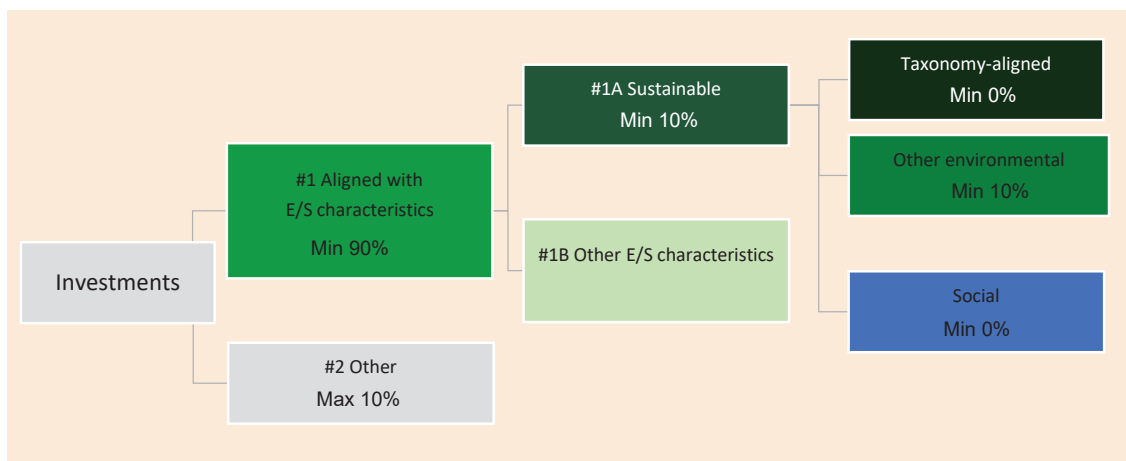 Investments
#1 Aligned with
E/S characteristics
Min 90%
#2 Other
Max 10%
#1A Sustainable
Min 10%
#1B Other E/S characteristics
Taxonomy-aligned
Min 0%
Other environmental
Min 10%
Social
Min 0%